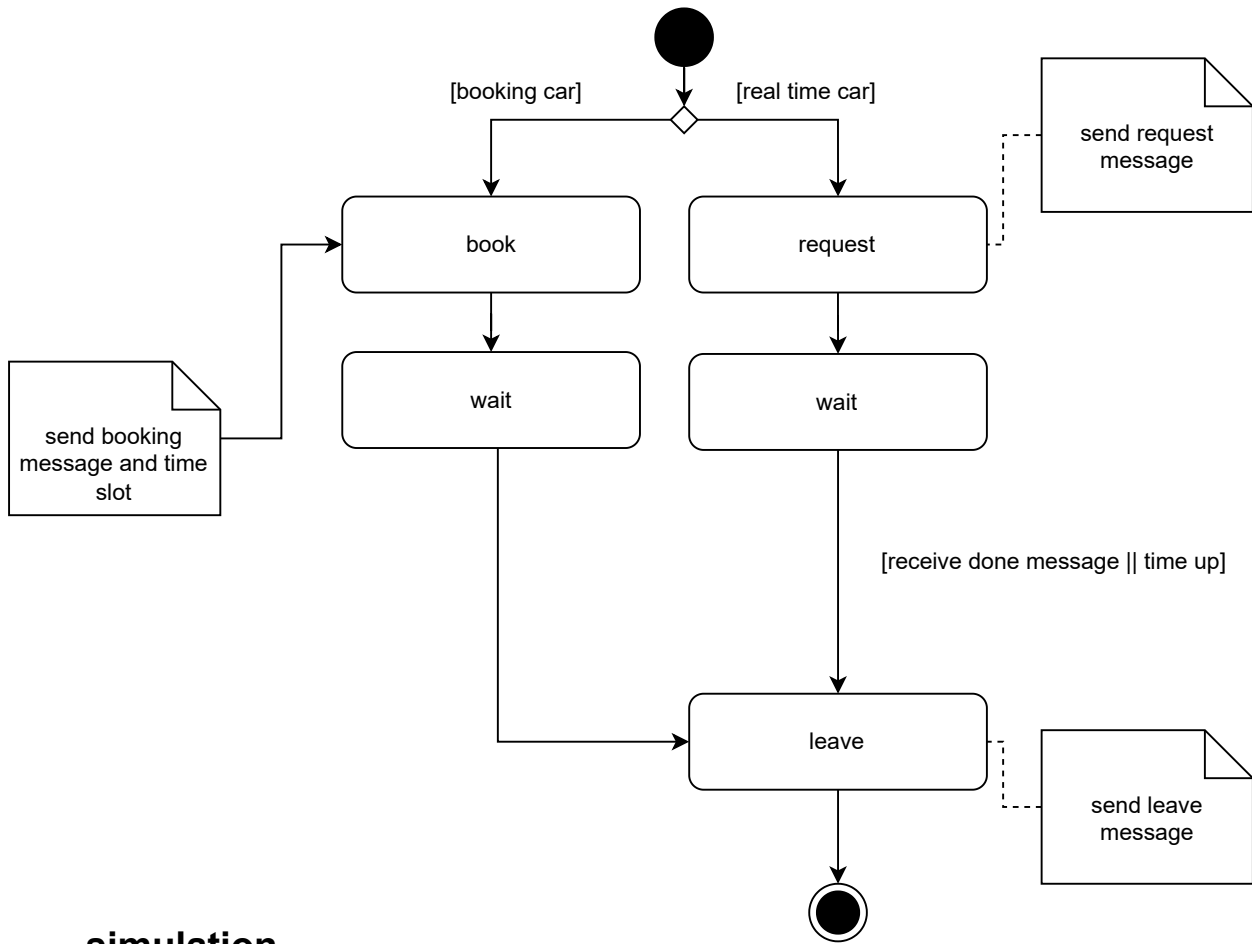 [booking car]
[real time car]
send request
message
book
request
wait
wait
send booking
message and time
slot
[receive done message || time up]
leave
send leave
message
simulation